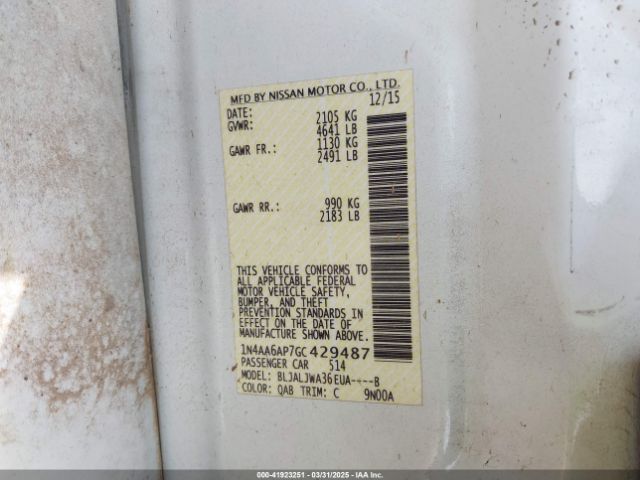 MFD BY NISSAN MOTOR CO., LTD.
DATE: 12/15
GVWR: 2105 KG
4641 LB
GAWR FR.: 1130 KG
2491 LB
GAWR RR.: 990 KG
2183 LB
THIS VEHICLE CONFORMS TO
ALL APPLICABLE FEDERAL
MOTOR VEHICLE SAFETY,
BUMPER, AND THEFT
PREVENTION STANDARDS IN
EFFECT ON THE DATE OF
MANUFACTURE SHOWN ABOVE.
1N4AA6AP7GC429487
PASSENGER CAR 514
MODEL: BLJALJWA36EUA----B
COLOR: QAB TRIM: C 9N00A
000-41923251 - 03/31/2025 - IAA Inc.